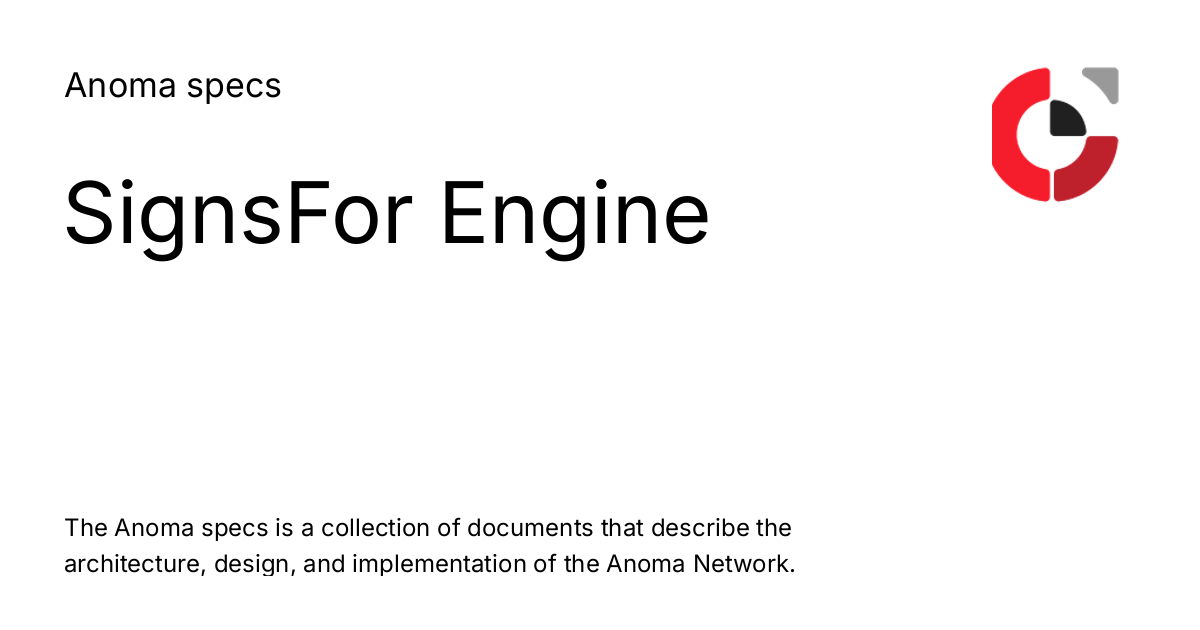 Anoma specs
SignsFor Engine
The Anoma specs is a collection of documents that describe the
architecture, design, and implementation of the Anoma Network.